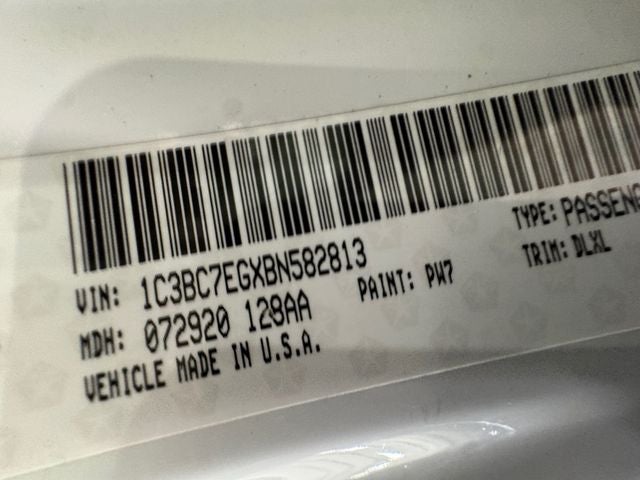 VIN: 1C3BC7EGXBN582813
TYPE: PASSENG
MDH: 072920 128AA
PAINT: PW7
TRIM: DLXL
VEHICLE MADE IN U.S.A.